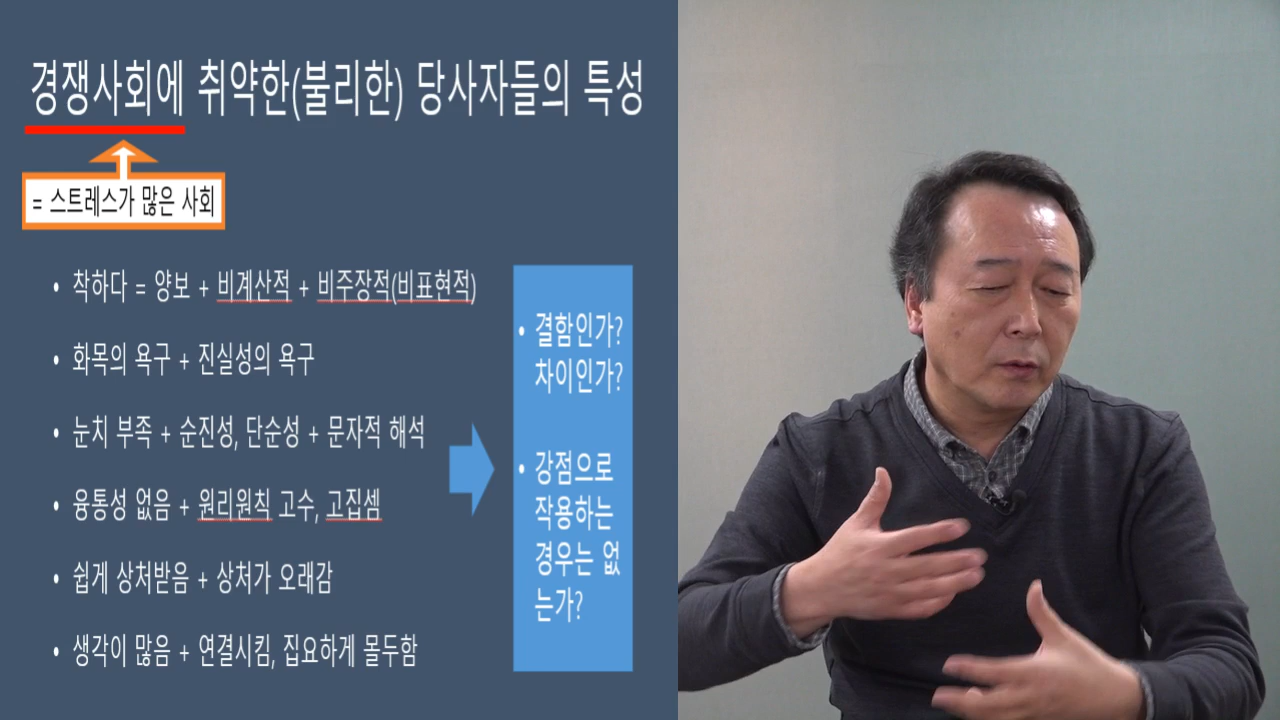 경쟁사회에 취약한(불리한) 당사자들의 특성
= 스트레스가 많은 사회
• 착하다 = 양보 + 비계산적 + 비주장적(비표현적)
• 화목의 욕구 + 진실성의 욕구
• 눈치 부족 + 순진성, 단순성 + 문자적 해석
• 융통성 없음 + 원리원칙 고수, 고집셈
• 쉽게 상처받음 + 상처가 오래감
• 생각이 많음 + 연결시킴, 집요하게 몰두함
• 결함인가?
차이인가?
• 강점으로
작용하는
경우는 없
는가?